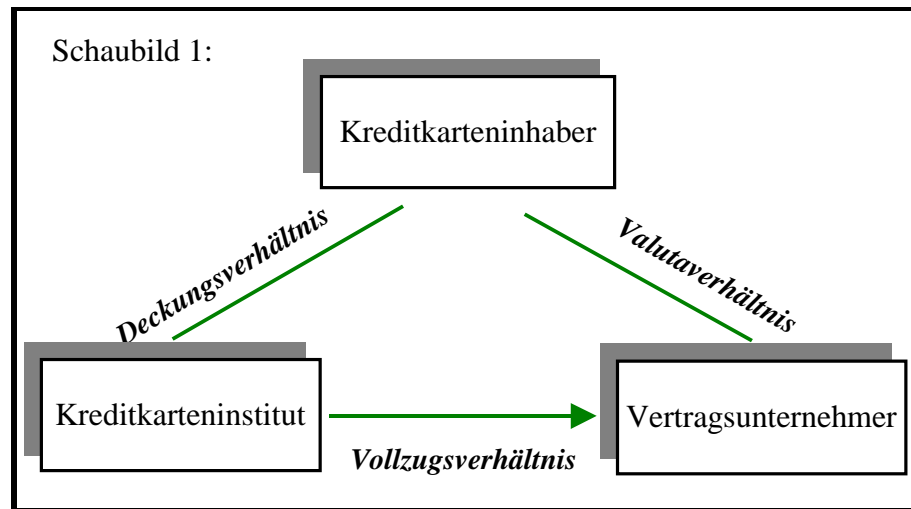 Schaubild 1:
Kreditkarteninhaber
Deckungsverhältnis
Valutaverhältnis
Kreditkarteninstitut
Vertragsunternehmer
Vollzugsverhältnis